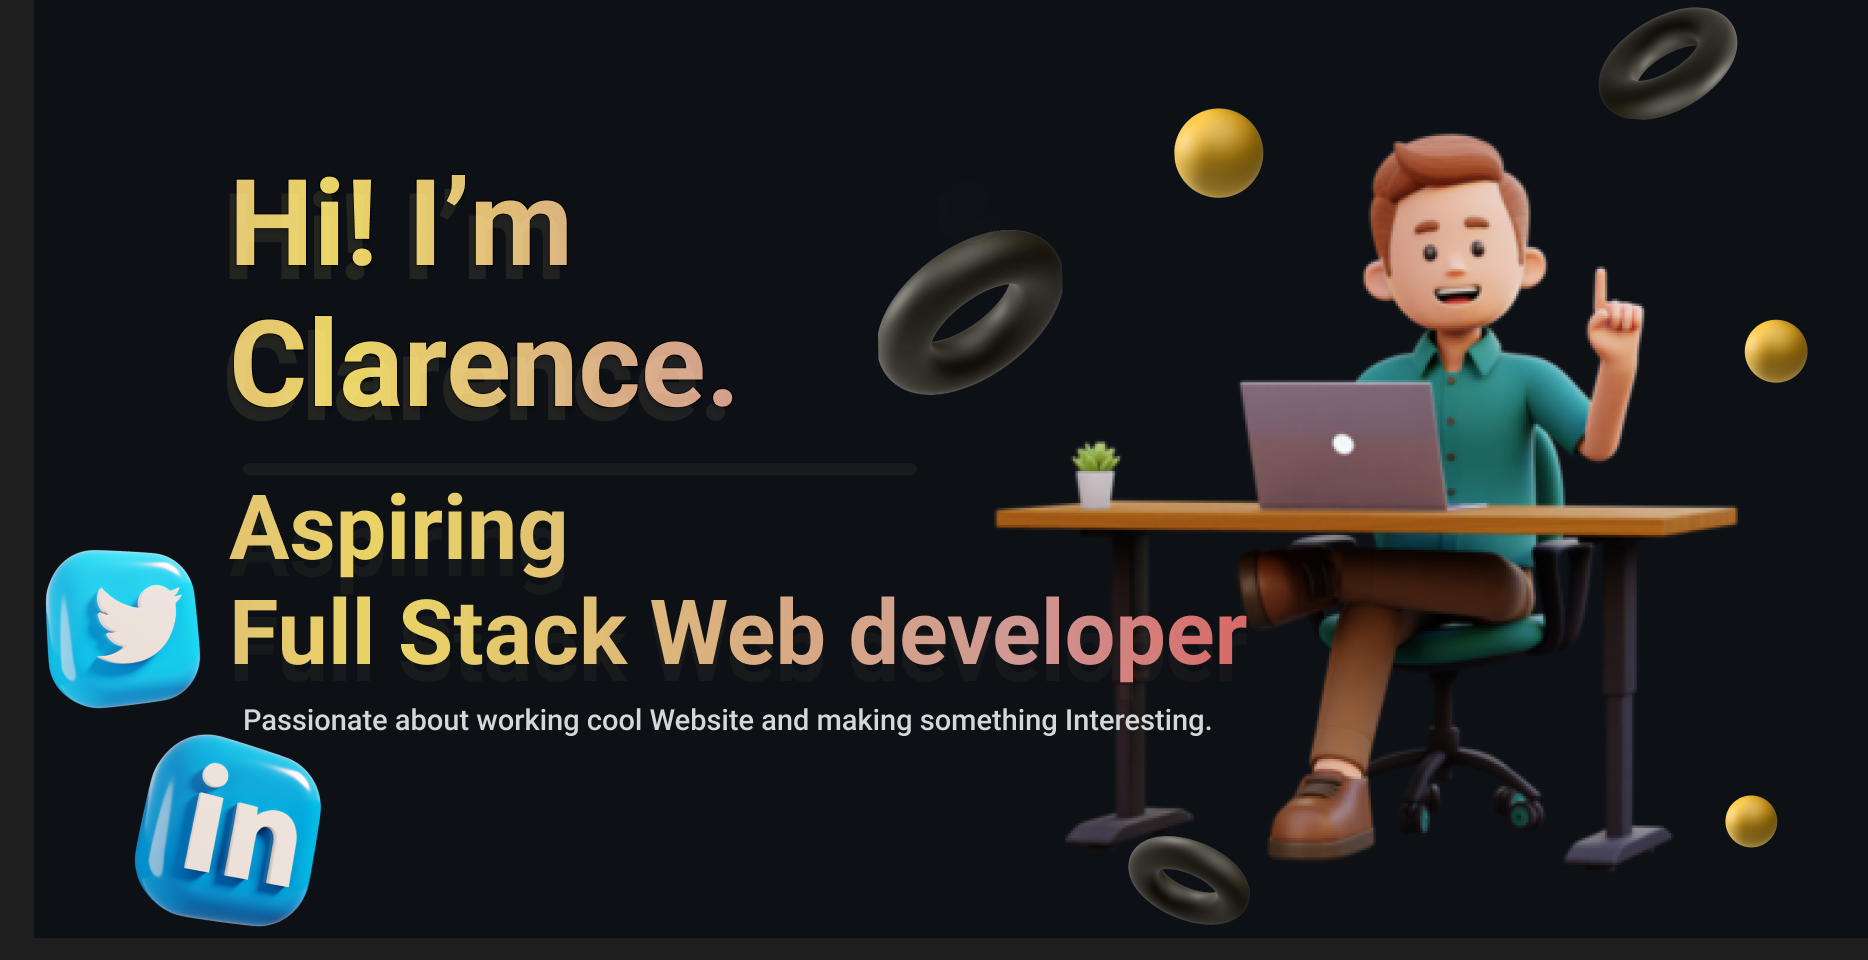 Hi! I’m
Clarence.
Aspiring
Full Stack Web developer
Passionate about working cool Website and making something Interesting.
in